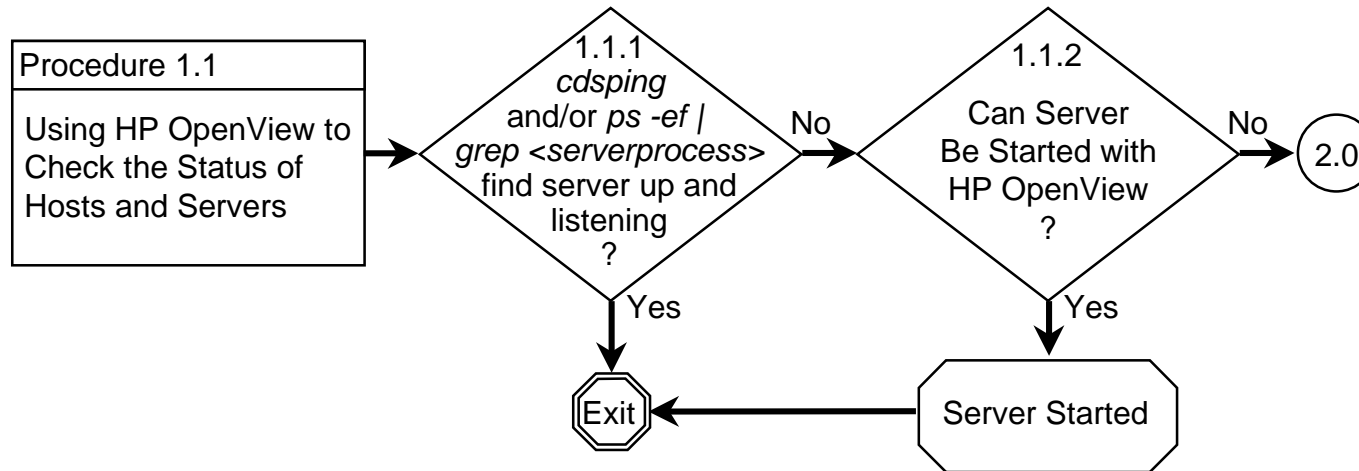 Procedure 1.1
Using HP OpenView to
Check the Status of
Hosts and Servers
1.1.1
cdsping
and/or ps -ef |
grep <serverprocess>
find server up and
listening
?
No
Yes
1.1.2
Can Server
Be Started with
HP OpenView
?
No
2.0
Yes
Exit
Server Started